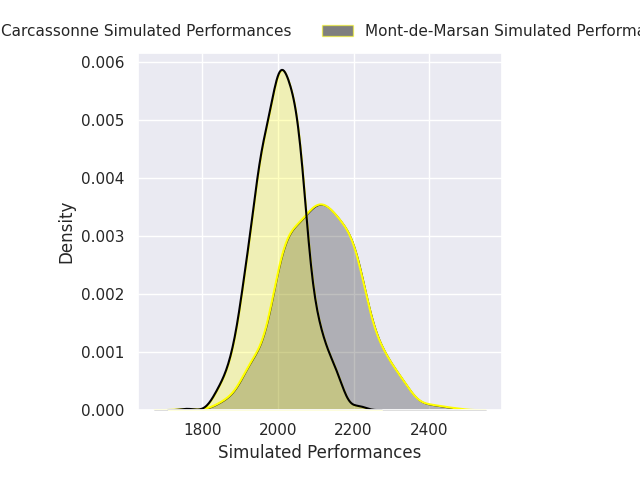 Carcassonne Simulated Performances Mont-de-Marsan Simulated
0.006
0.005
0.004
0.003
0.002
0.001
0.000
Density
1800 2000 2200 2400
Simulated Performances